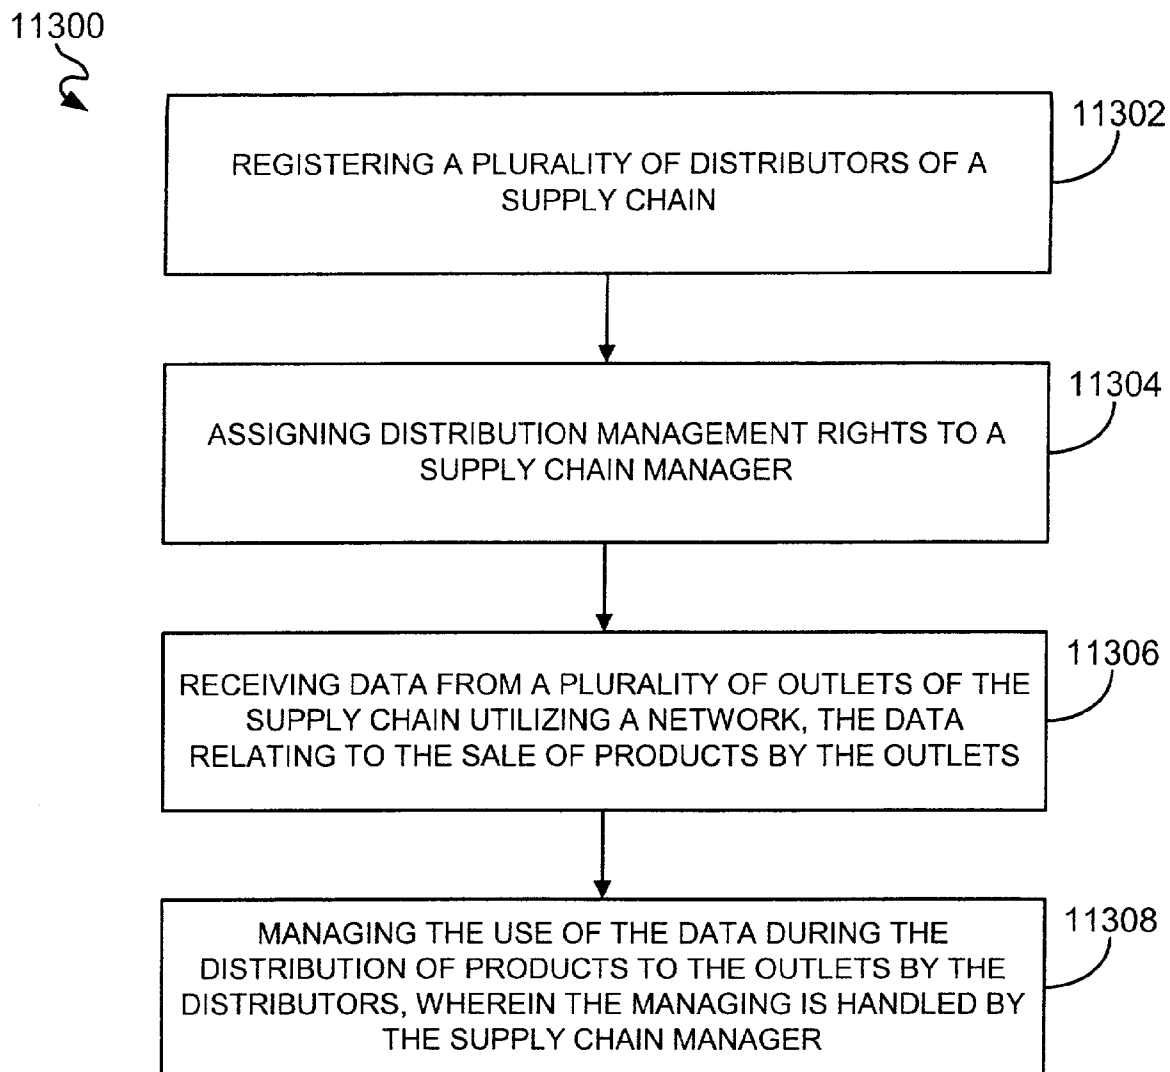 11300
11302
REGISTERING A PLURALITY OF DISTRIBUTORS OF A
SUPPLY CHAIN
11304
ASSIGNING DISTRIBUTION MANAGEMENT RIGHTS TO A
SUPPLY CHAIN MANAGER
11306
RECEIVING DATA FROM A PLURALITY OF OUTLETS OF THE
SUPPLY CHAIN UTILIZING A NETWORK, THE DATA
RELATING TO THE SALE OF PRODUCTS BY THE OUTLETS
11308
MANAGING THE USE OF THE DATA DURING THE
DISTRIBUTION OF PRODUCTS TO THE OUTLETS BY THE
DISTRIBUTORS, WHEREIN THE MANAGING IS HANDLED BY
THE SUPPLY CHAIN MANAGER